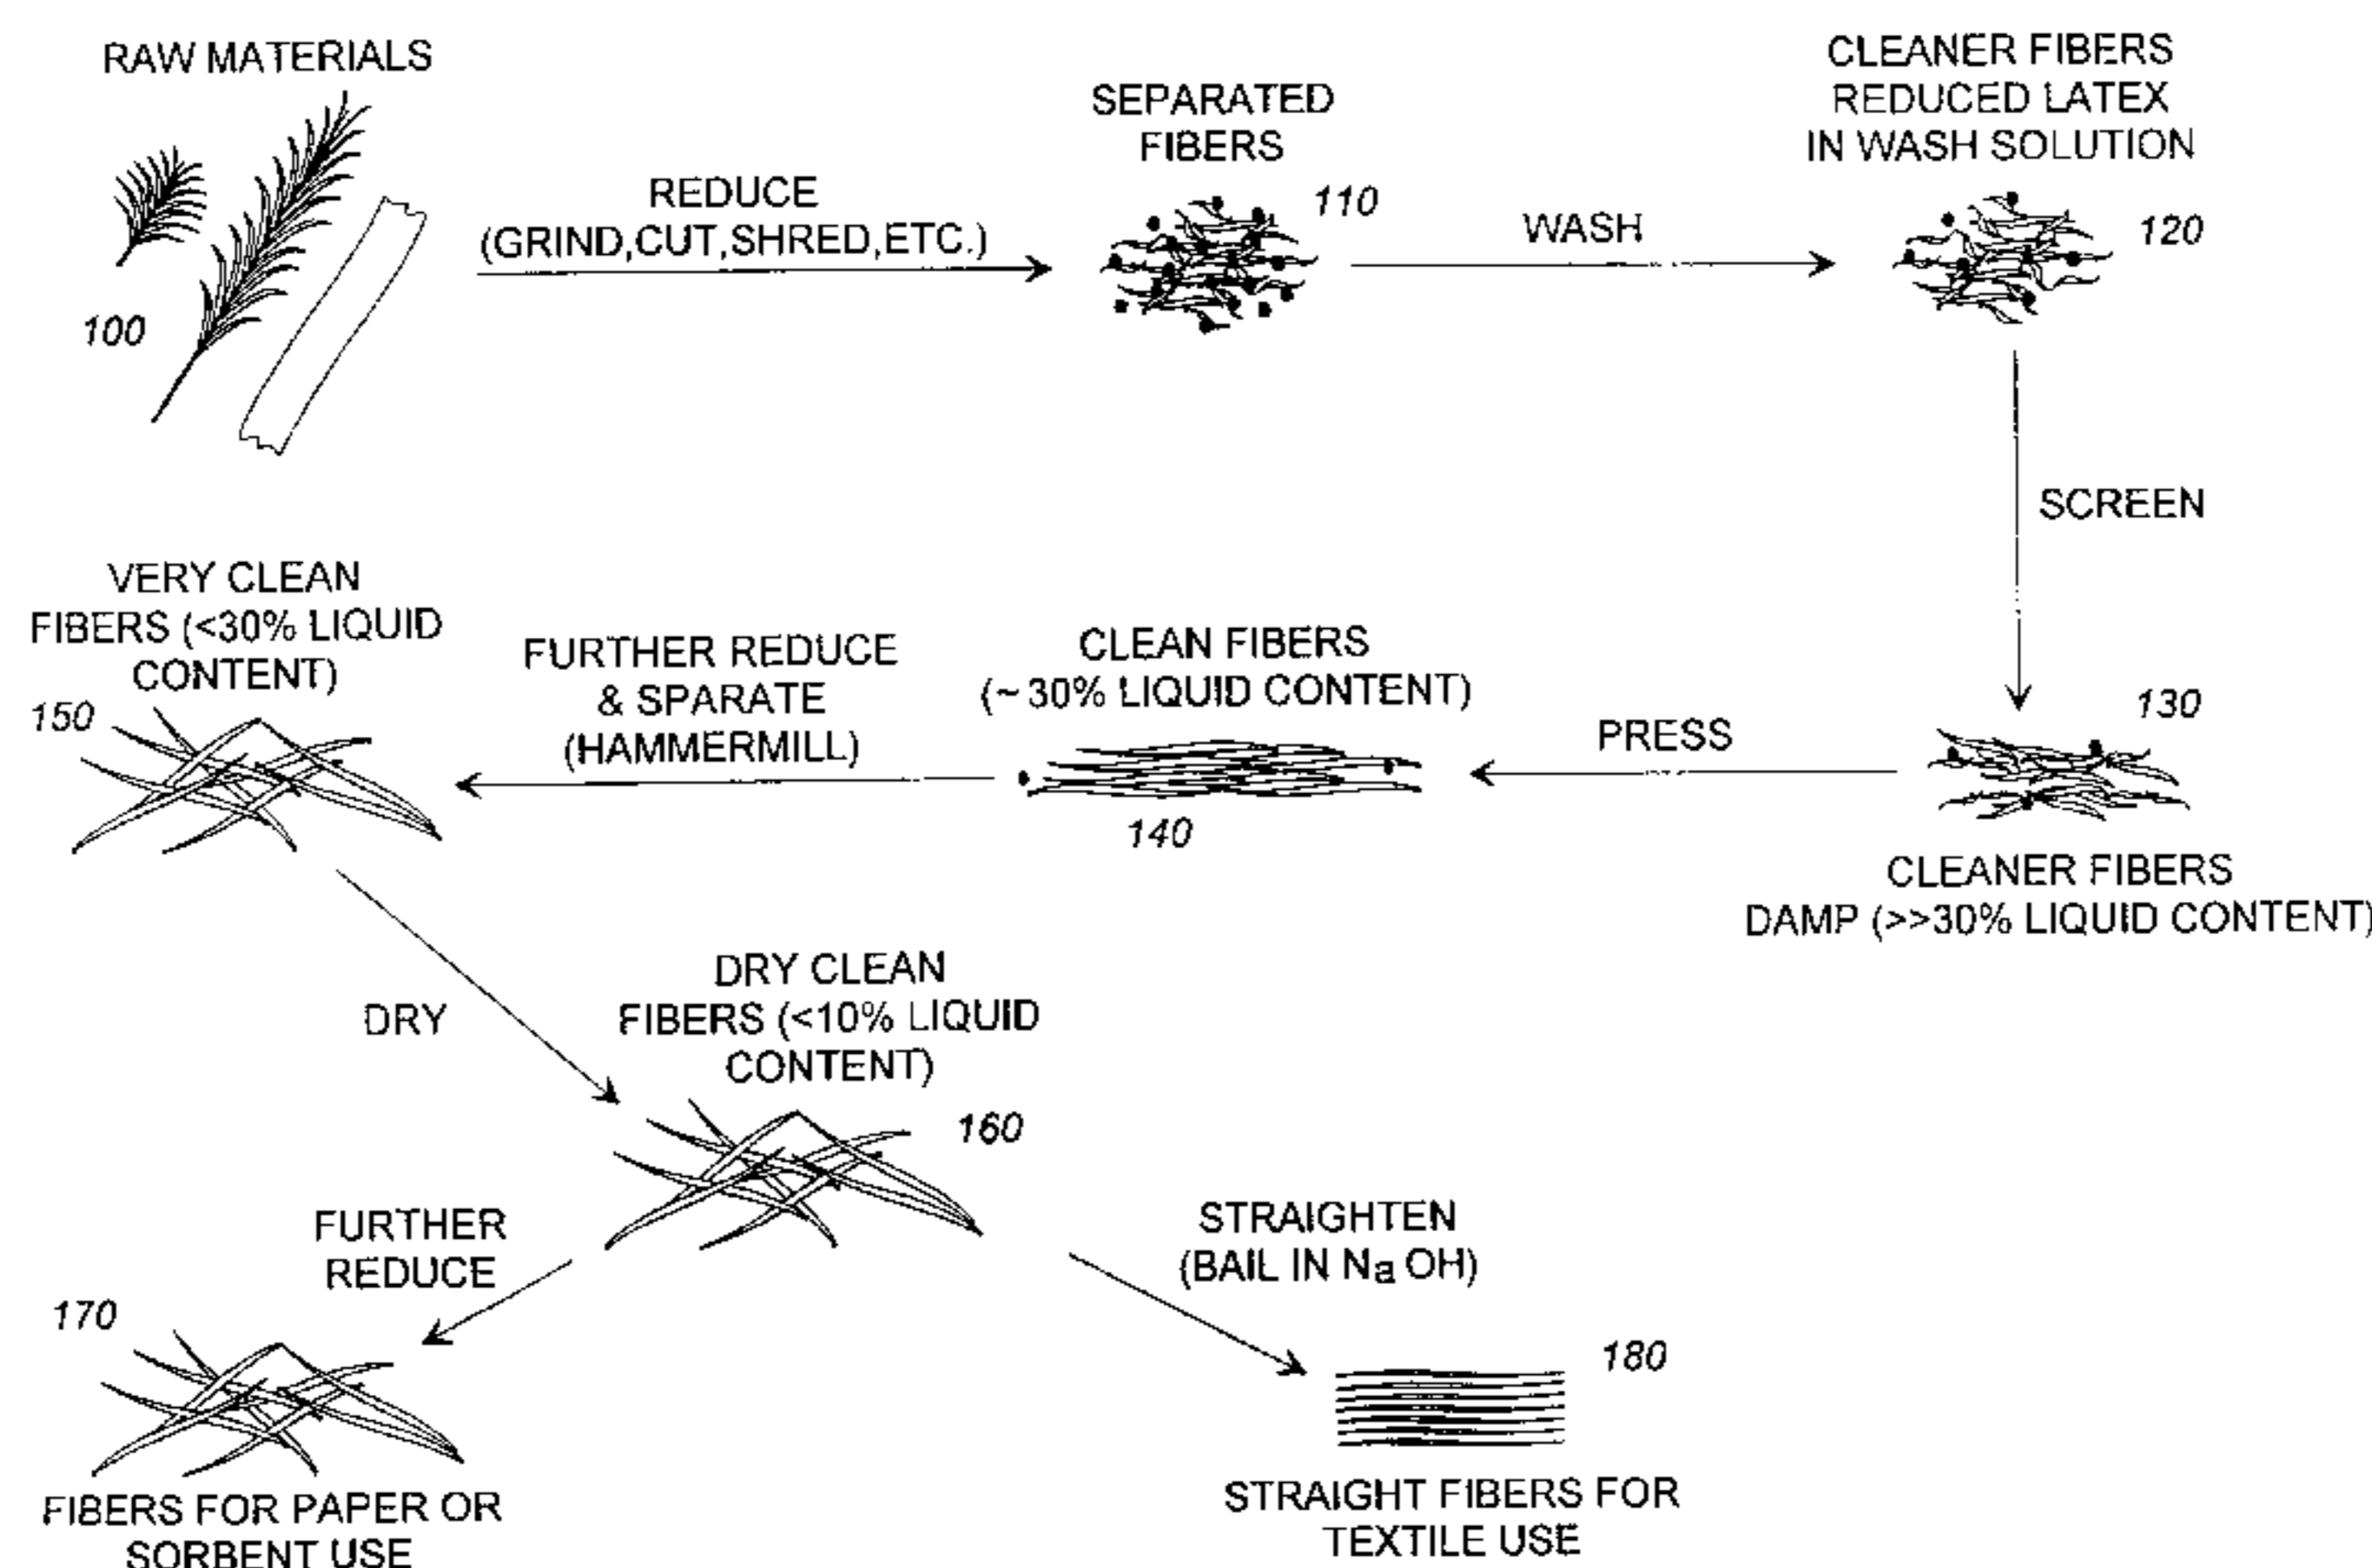 RAW MATERIALS
100
REDUCE
(GRIND,CUT,SHRED,ETC.)
SEPARATED
FIBERS
110
WASH
CLEANER FIBERS
REDUCED LATEX
IN WASH SOLUTION
120
SCREEN
130
CLEANER FIBERS
DAMP (>>30% LIQUID CONTENT)
PRESS
CLEAN FIBERS
(~30% LIQUID CONTENT)
140
FURTHER REDUCE
& SPARATE
(HAMMERMILL)
VERY CLEAN
FIBERS (<30% LIQUID
CONTENT)
150
DRY
DRY CLEAN
FIBERS (<10% LIQUID
CONTENT)
160
FURTHER
REDUCE
170
FIBERS FOR PAPER OR
SORBENT USE
STRAIGHTEN
(BAIL IN Na OH)
180
STRAIGHT FIBERS FOR
TEXTILE USE